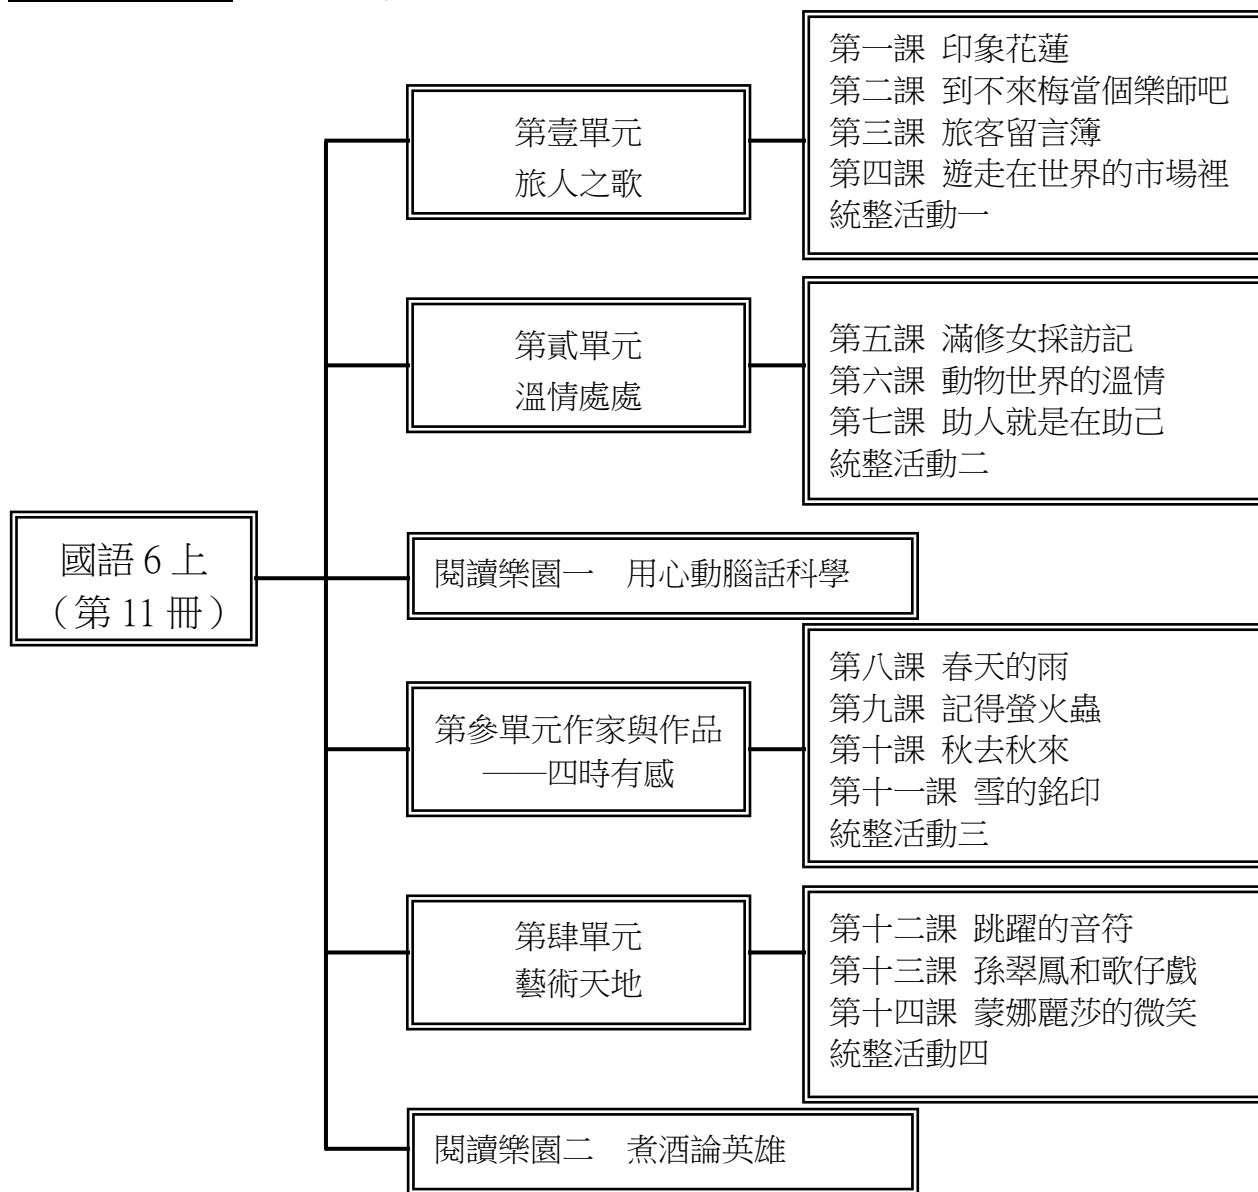 國語 6 上
（第 11 冊）
第壹單元
旅人之歌
第一課 印象花蓮
第二課 到不來梅當個樂師吧
第三課 旅客留言簿
第四課 遊走在世界的市場裡
統整活動一
第貳單元
溫情處處
第五課 滿修女採訪記
第六課 動物世界的溫情
第七課 助人就是在助己
統整活動二
閱讀樂園一　用心動腦話科學
第參單元作家與作品
——四時有感
第八課 春天的雨
第九課 記得螢火蟲
第十課 秋去秋來
第十一課 雪的銘印
統整活動三
第肆單元
藝術天地
第十二課 跳躍的音符
第十三課 孫翠鳳和歌仔戲
第十四課 蒙娜麗莎的微笑
統整活動四
閱讀樂園二　煮酒論英雄